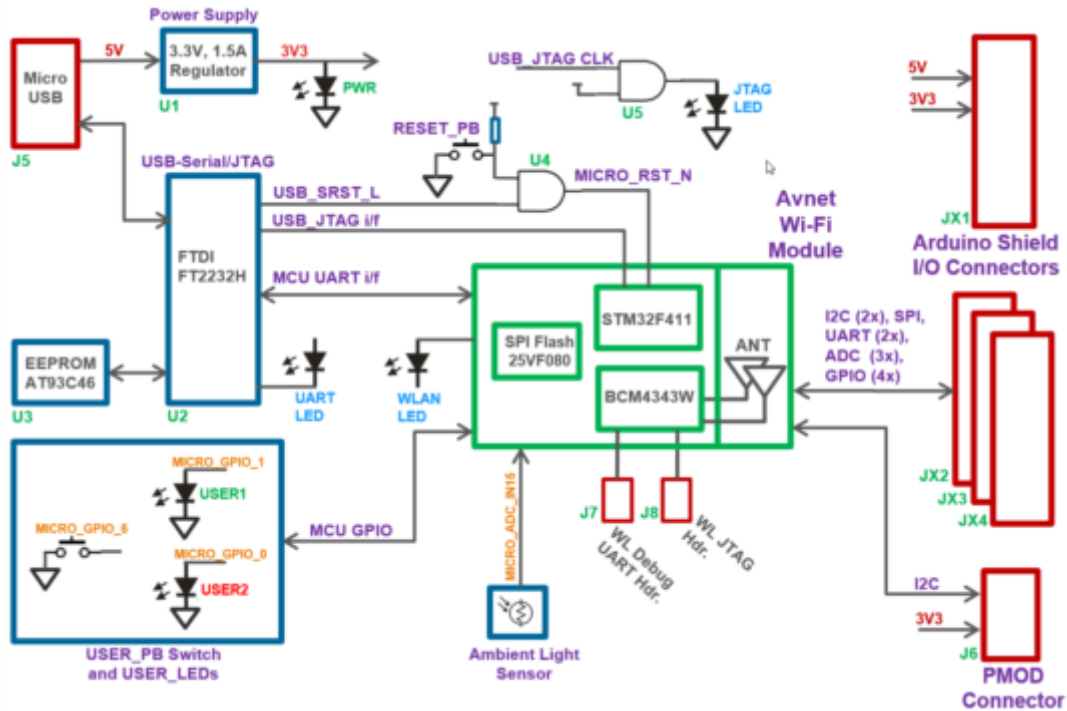 Power Supply
5V
3.3V, 1.5A
Regulator
3V3
Micro
USB
PWR
U1
J5
USB_JTAG CLK
U5
JTAG
LED
RESET_PB
U4
MICRO_RST_N
USB-Serial/JTAG
USB_SRST_L
USB_JTAG i/f
FTDI
FT2232H
MCU UART i/f
Avnet
Wi-Fi
Module
5V
3V3
JX1
Arduino Shield
I/O Connectors
STM32F411
SPI Flash
25VF080
BCM4343W
ANT
I2C (2x), SPI,
UART (2x),
ADC (3x),
GPIO (4x)
JX2
JX3
JX4
EEPROM
AT93C46
U3
U2
UART
LED
WLAN
LED
MICRO_GPIO_1
USER1
MICRO_GPIO_6
MICRO_GPIO_0
USER2
MCU GPIO
USER_PB Switch
and USER_LEDs
MICRO_ADC_IN15
Ambient Light
Sensor
J7
J8
WL Debug
UART Hdr.
WL JTAG
Hdr.
I2C
3V3
J6
PMOD
Connector